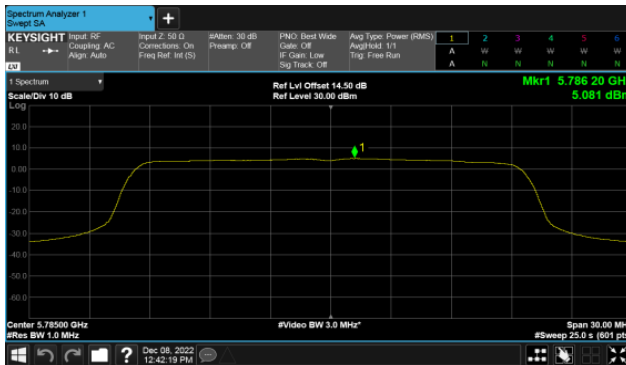 Spectrum Analyzer 1
Swept SA
+
KEYSIGHT Input: RF Input Z: 50 Ω #Atten: 30 dB PNO: Best Wide Avg Type: Power (RMS) 1 2 3 4 5 6
RL Coupling: AC Corrections: On Preamp: Off Gate: Off Avg|Hold: 1/1 A W W W W W
Align: Auto Freq Ref: Int (S) IF Gain: Low Trig: Free Run
LXI Sig Track: Off A N N N N N
1 Spectrum Ref Lvl Offset 14.50 dB Mkr1 5.786 20 GH
Scale/Div 10 dB Ref Level 30.00 dBm 5.081 dBm
Log
20.0
1
10.0
0.00
-10.0
-20.0
-30.0
-40.0
-50.0
-60.0
Center 5.78500 GHz #Video BW 3.0 MHz* Span 30.00 MH
#Res BW 1.0 MHz #Sweep 25.0 s (601 pts
? Dec 08, 2022
12:42:19 PM